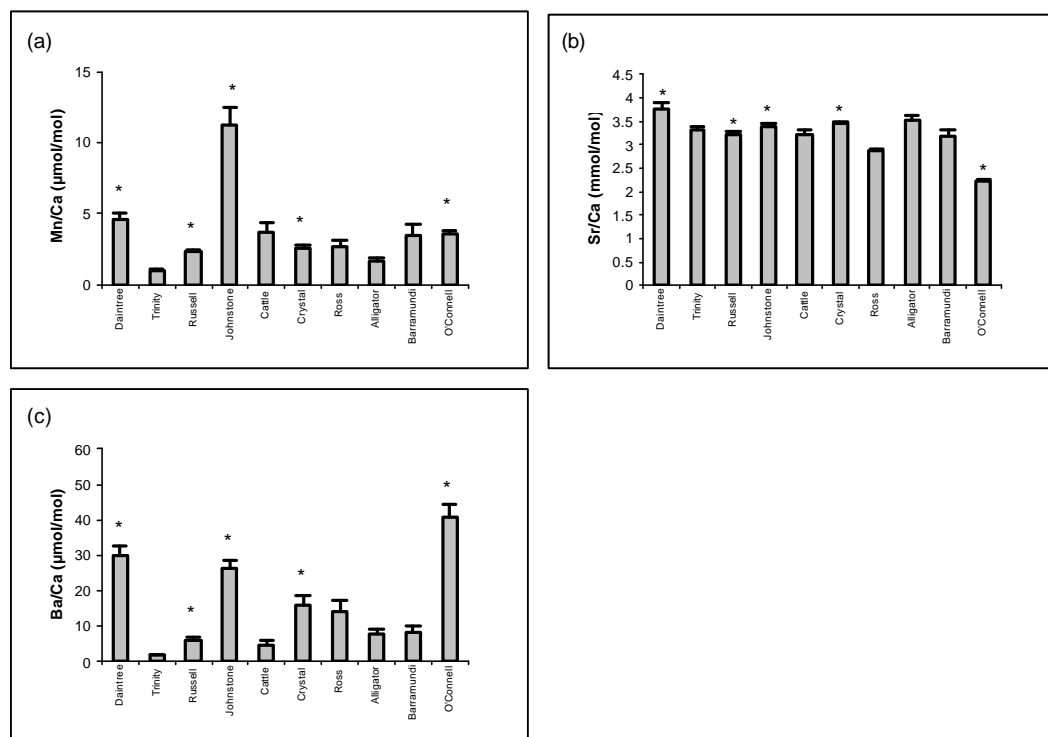 (a)
Mn/Ca (µmol/mol)
15
10
5
0
*
*
*
*
*
Daintree
Trinity
Russell
Johnstone
Cattle
Crystal
Ross
Alligator
Barramundi
O'Connell
(b)
Sr/Ca (mmol/mol)
4.5
4
3.5
3
2.5
2
1.5
1
0.5
0
*
*
*
*
*
Daintree
Trinity
Russell
Johnstone
Cattle
Crystal
Ross
Alligator
Barramundi
O'Connell
(c)
Ba/Ca (µmol/mol)
60
50
40
30
20
10
0
*
*
*
*
*
Daintree
Trinity
Russell
Johnstone
Cattle
Crystal
Ross
Alligator
Barramundi
O'Connell